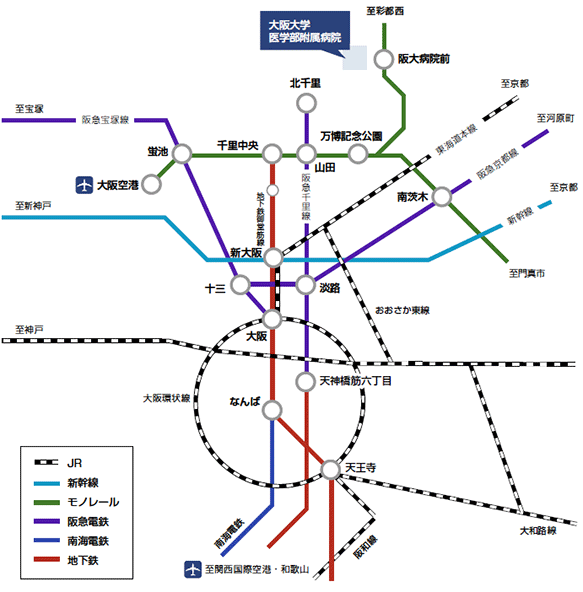 至彩都西
大阪大学
医学部附属病院
阪大病院前
北千里
至京都
至宝塚
阪急宝塚線
至河原町
蛍池
千里中央
万博記念公園
東海道本線
山田
阪急京都線
大阪空港
地下鉄御堂筋線
阪急千里線
南茨木
至京都
至新神戸
新幹線
新大阪
至門真市
十三
淡路
おおさか東線
至神戸
大阪
天神橋筋六丁目
大阪環状線
なんば
天王寺
JR
新幹線
モノレール
阪急電鉄
南海電鉄
地下鉄
南海電鉄
阪和線
大和路線
至関西国際空港・和歌山